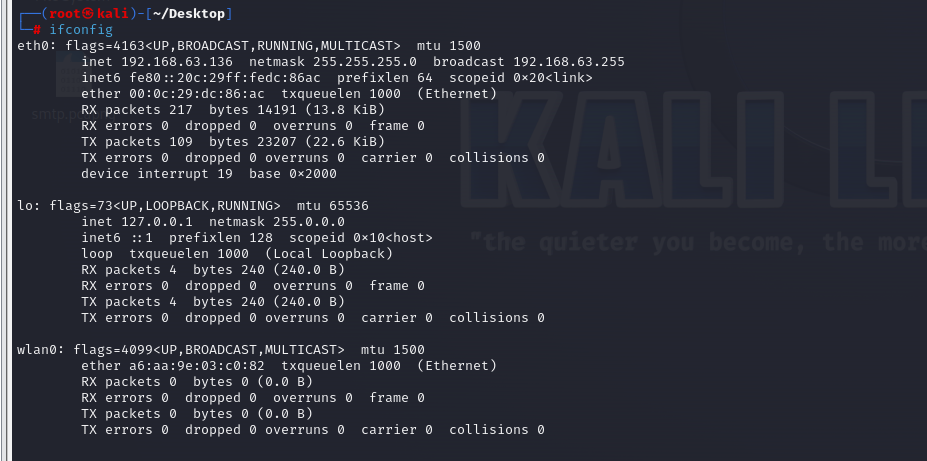 ┌──(root㉿kali)-[~/Desktop]
└─# ifconfig
eth0: flags=4163<UP,BROADCAST,RUNNING,MULTICAST>  mtu 1500
        inet 192.168.63.136  netmask 255.255.255.0  broadcast 192.168.63.255
        inet6 fe80::20c:29ff:fedc:86ac  prefixlen 64  scopeid 0×20<link>
        ether 00:0c:29:dc:86:ac  txqueuelen 1000  (Ethernet)
        RX packets 217  bytes 14191 (13.8 KiB)
        RX errors 0  dropped 0  overruns 0  frame 0
        TX packets 109  bytes 23207 (22.6 KiB)
        TX errors 0  dropped 0 overruns 0  carrier 0  collisions 0
        device interrupt 19  base 0×2000
lo: flags=73<UP,LOOPBACK,RUNNING>  mtu 65536
        inet 127.0.0.1  netmask 255.0.0.0
        inet6 ::1  prefixlen 128  scopeid 0×10<host>
        loop  txqueuelen 1000  (Local Loopback)
        RX packets 4  bytes 240 (240.0 B)
        RX errors 0  dropped 0  overruns 0  frame 0
        TX packets 4  bytes 240 (240.0 B)
        TX errors 0  dropped 0 overruns 0  carrier 0  collisions 0
wlan0: flags=4099<UP,BROADCAST,MULTICAST>  mtu 1500
        ether a6:aa:9e:03:c0:82  txqueuelen 1000  (Ethernet)
        RX packets 0  bytes 0 (0.0 B)
        RX errors 0  dropped 0  overruns 0  frame 0
        TX packets 0  bytes 0 (0.0 B)
        TX errors 0  dropped 0 overruns 0  carrier 0  collisions 0
KALI LI
"the quieter you become, the more